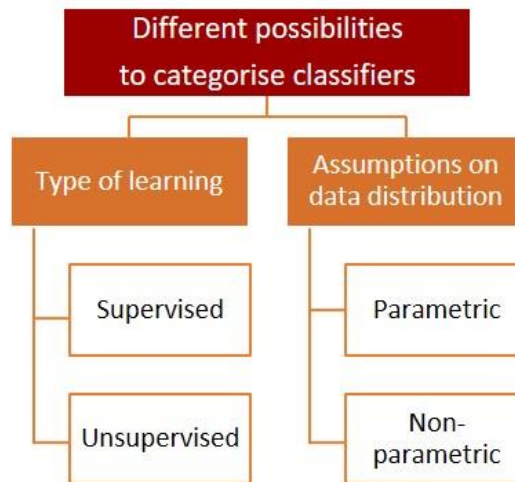 Different possibilities
to categorise classifiers
Type of learning
Supervised
Unsupervised
Assumptions on
data distribution
Parametric
Non-
parametric